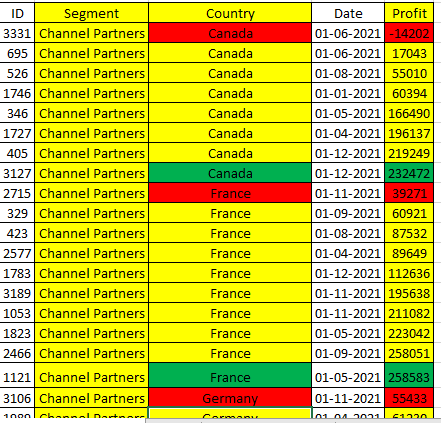 ID Segment Country Date Profit
3331 Channel Partners Canada 01-06-2021 -14202
695 Channel Partners Canada 01-06-2021 17043
526 Channel Partners Canada 01-08-2021 55010
1746 Channel Partners Canada 01-01-2021 60394
346 Channel Partners Canada 01-05-2021 166490
1727 Channel Partners Canada 01-04-2021 196137
405 Channel Partners Canada 01-12-2021 219249
3127 Channel Partners Canada 01-12-2021 232472
2715 Channel Partners France 01-11-2021 39271
329 Channel Partners France 01-09-2021 60921
423 Channel Partners France 01-08-2021 87532
2577 Channel Partners France 01-04-2021 89649
1783 Channel Partners France 01-12-2021 112636
3189 Channel Partners France 01-11-2021 195638
1053 Channel Partners France 01-11-2021 211082
1823 Channel Partners France 01-05-2021 223042
2466 Channel Partners France 01-09-2021 258051
1121 Channel Partners France 01-05-2021 258583
3106 Channel Partners Germany 01-11-2021 55433
Channel Partners Germany 01-04-2021